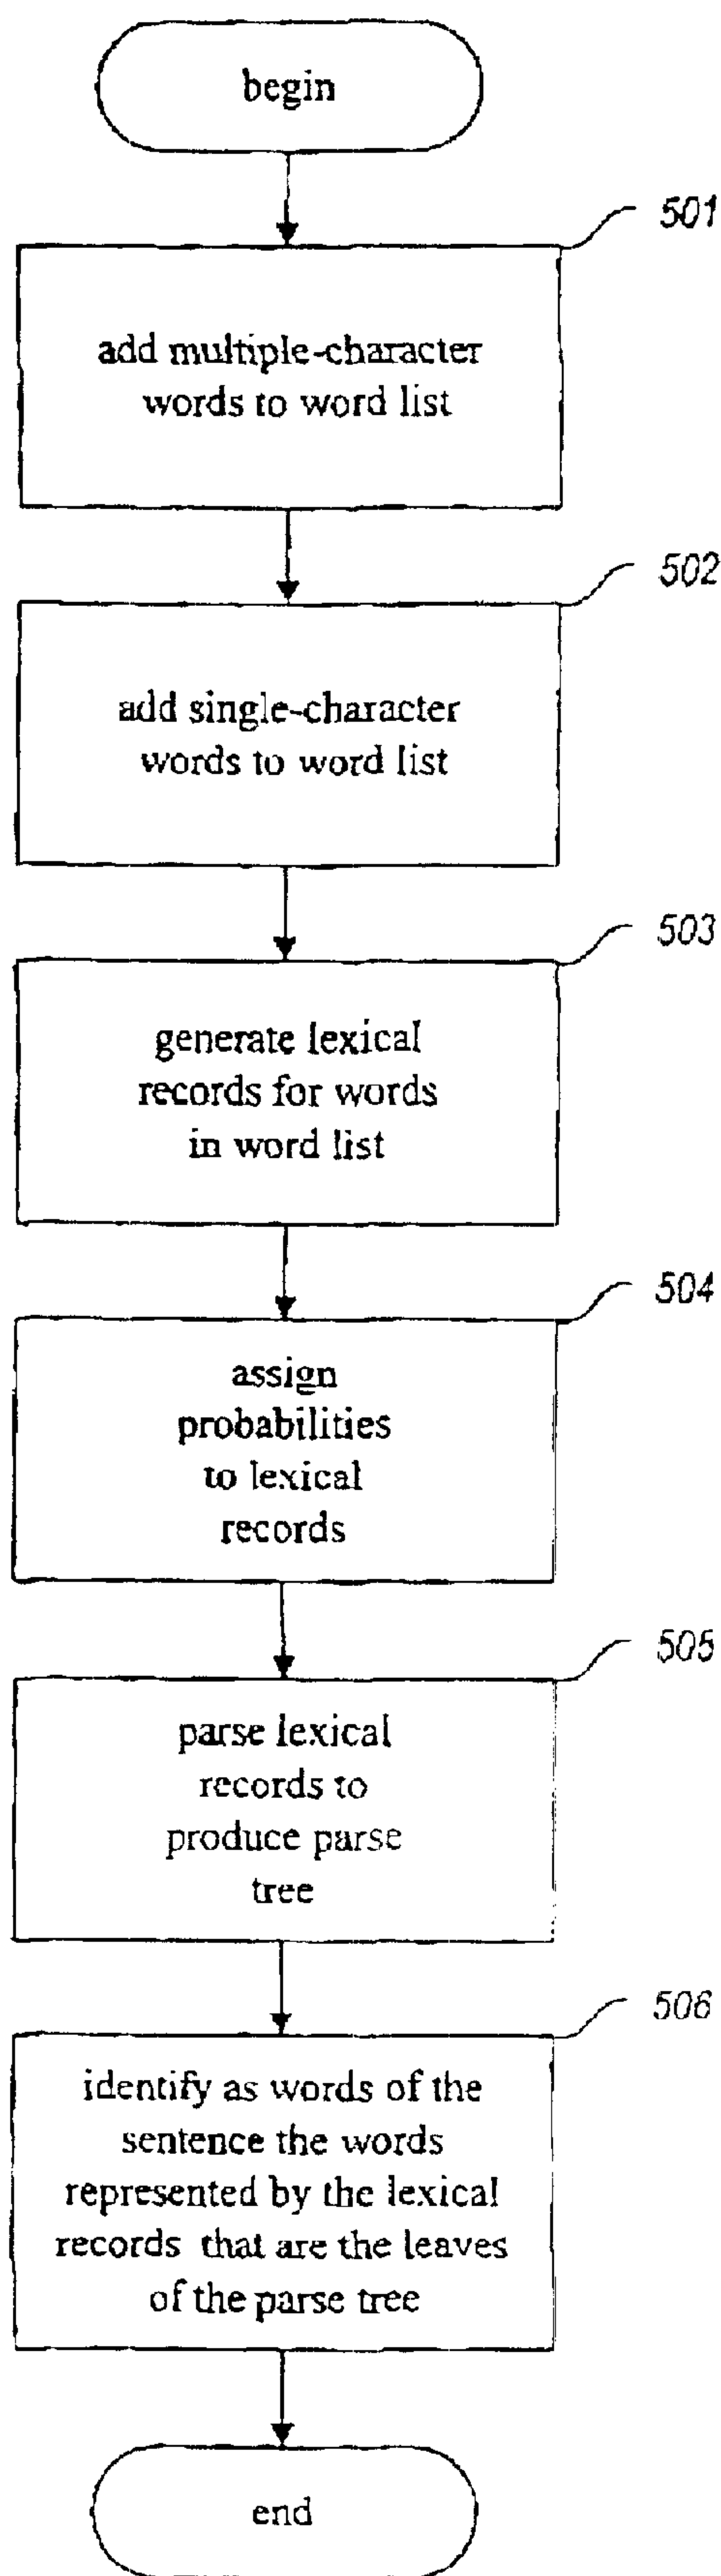 begin
501
add multiple-character
words to word list
502
add single-character
words to word list
503
generate lexical
records for words
in word list
504
assign
probabilities
to lexical
records
505
parse lexical
records to
produce parse
tree
506
identify as words of the
sentence the words
represented by the lexical
records that are the leaves
of the parse tree
end